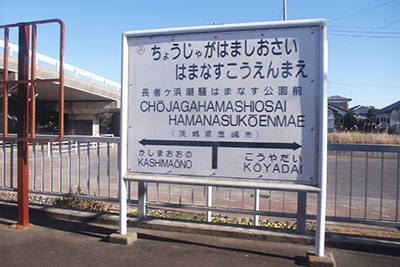 ちょうじゃがはましおさい
はまなすこうえんまえ
長者ヶ浜潮騒はまなす公園前
CHŌJAGAHAMASHIOSAI
HAMANASUKŌENMAE
(茨城県鹿嶋市)
かしまおおの
KASHIMAŌNO
こうやだい
KOYADAI